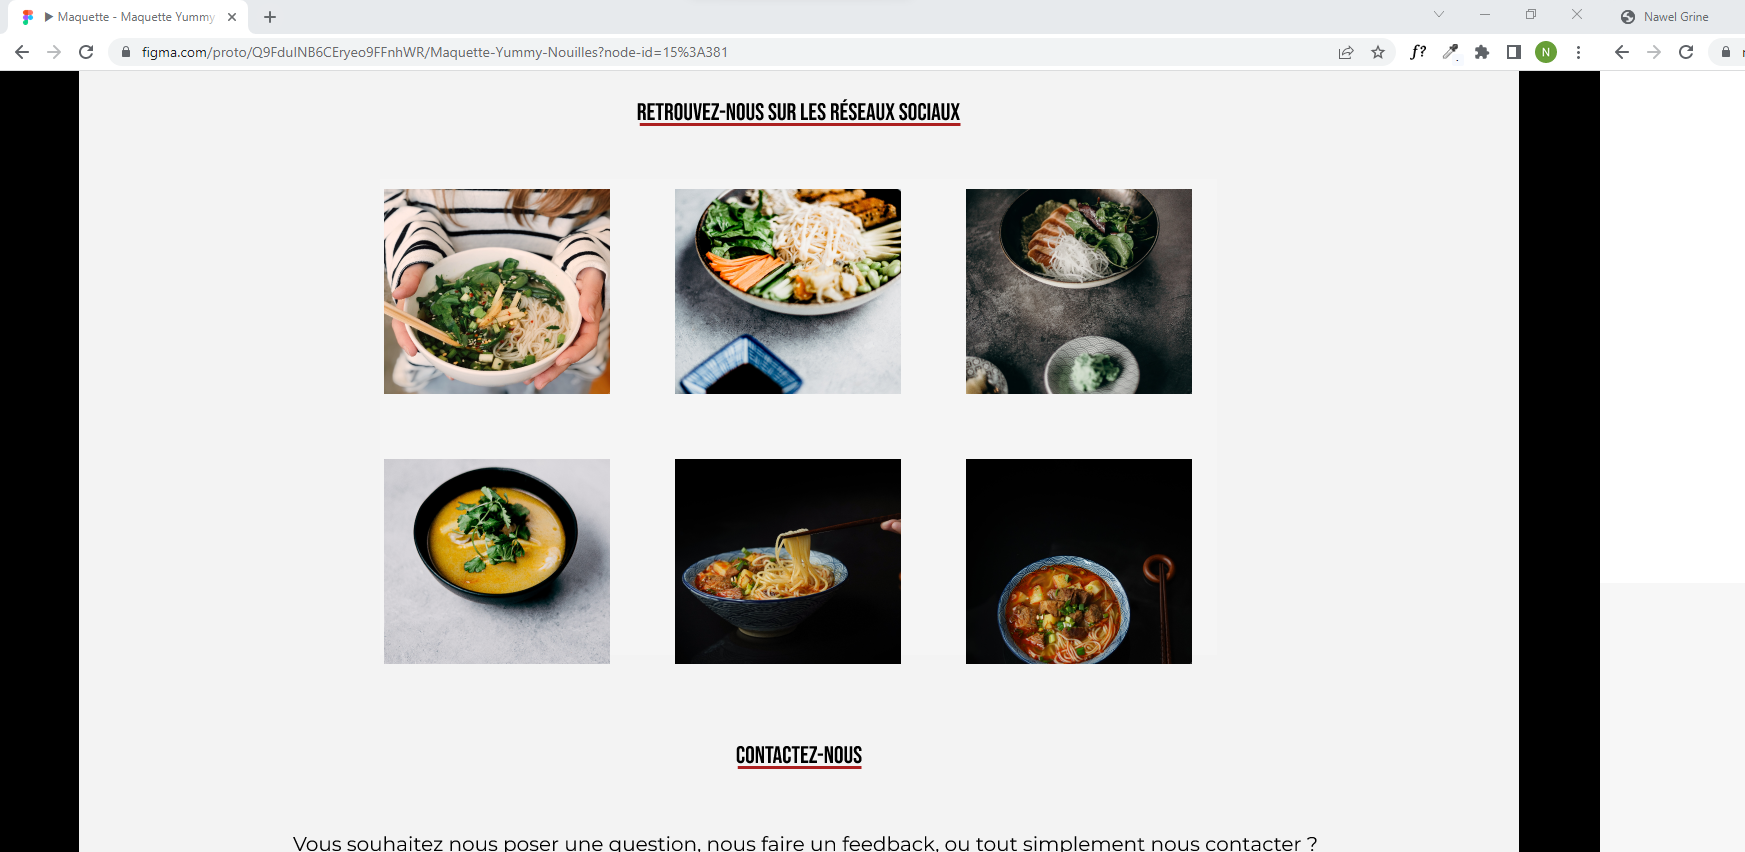 Maquette - Maquette Yummy
Nawel Grine
figma.com/proto/Q9FduINB6CEryeo9FFnhWR/Maquette-Yummy-Nouilles?node-id=15%3A381
f?
N
RETROUVEZ-NOUS SUR LES RÉSEAUX SOCIAUX
CONTACTEZ-NOUS
Vous souhaitez nous poser une question, nous faire un feedback, ou tout simplement nous contacter ?